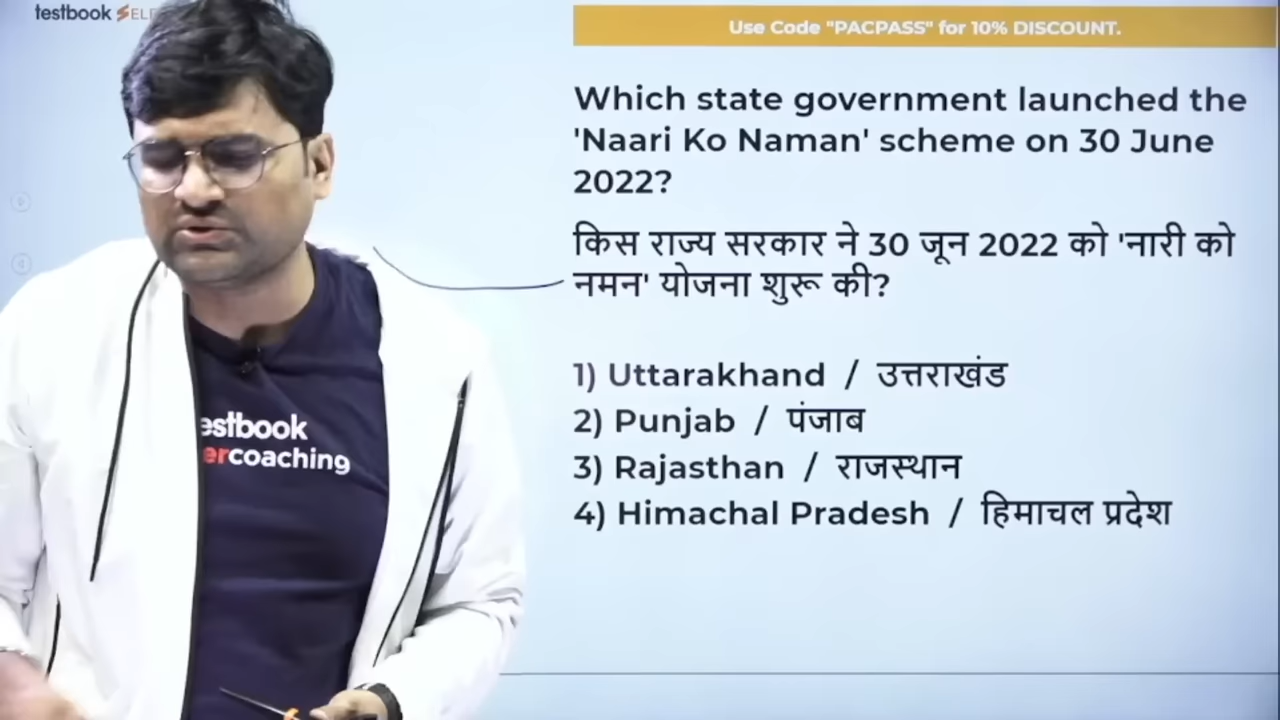 testbook
Use Code "PACPASS" for 10% DISCOUNT.
Which state government launched the
'Naari Ko Naman' scheme on 30 June
2022?
किस राज्य सरकार ने 30 जून 2022 को 'नारी को
नमन' योजना शुरू की?
1) Uttarakhand / उत्तराखंड
2) Punjab / पंजाब
3) Rajasthan / राजस्थान
4) Himachal Pradesh / हिमाचल प्रदेश
estbook
ercoaching